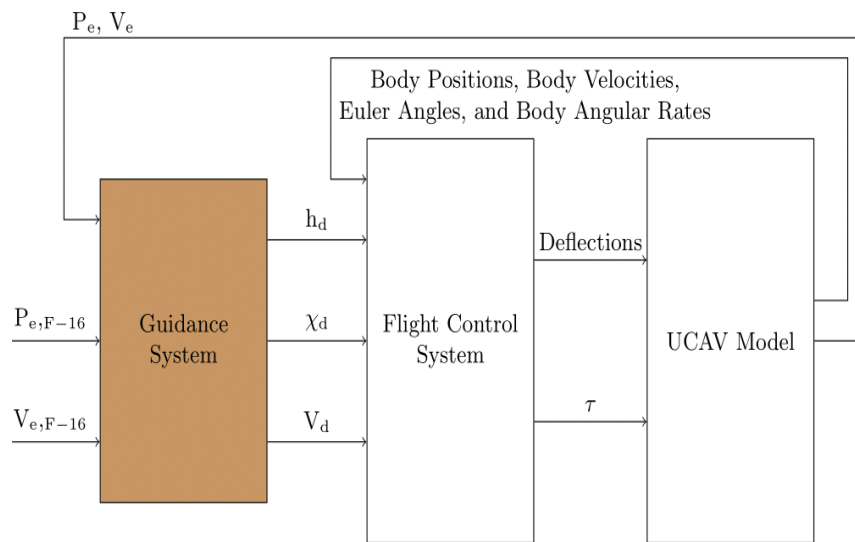 Pe, Ve
Body Positions, Body Velocities,
Euler Angles, and Body Angular Rates
hd
Deflections
Pe,F−16
Guidance
System
χd
Flight Control
System
UCAV Model
Ve,F−16
Vd
τ